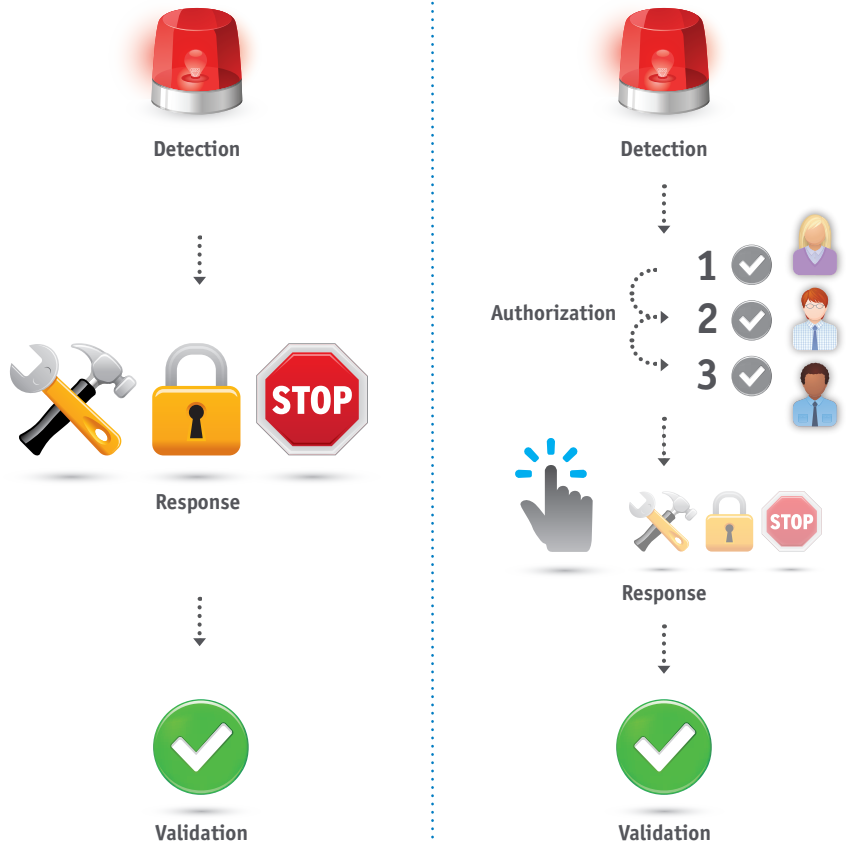 Detection
STOP
Response
Validation
Detection
1
Authorization
2
3
STOP
Response
Validation